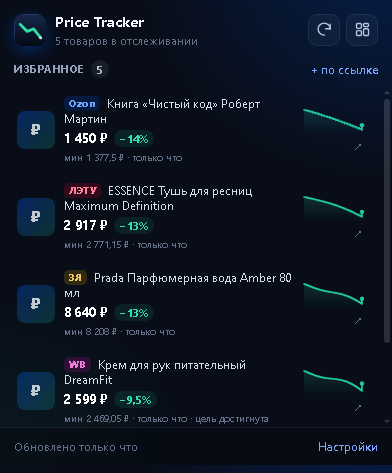 Price Tracker
5 товаров в отслеживании
ИЗБРАННОЕ 5
+ по ссылке
₽
Ozon Книга «Чистый код» Роберт
Мартин
1 450 ₽ −14%
мин 1 377,5 ₽ · только что
↗
₽
ЛЭТУ ESSENCE Тушь для ресниц
Maximum Definition
2 917 ₽ −13%
мин 2 771,15 ₽ · только что
↗
₽
ЗЯ Prada Парфюмерная вода Amber 80
мл
8 640 ₽ −13%
мин 8 208 ₽ · только что
↗
₽
WB Крем для рук питательный
DreamFit
2 599 ₽ −9,5%
мин 2 469,05 ₽ · только что · цель достигнута
↗
Обновлено только что
Настройки